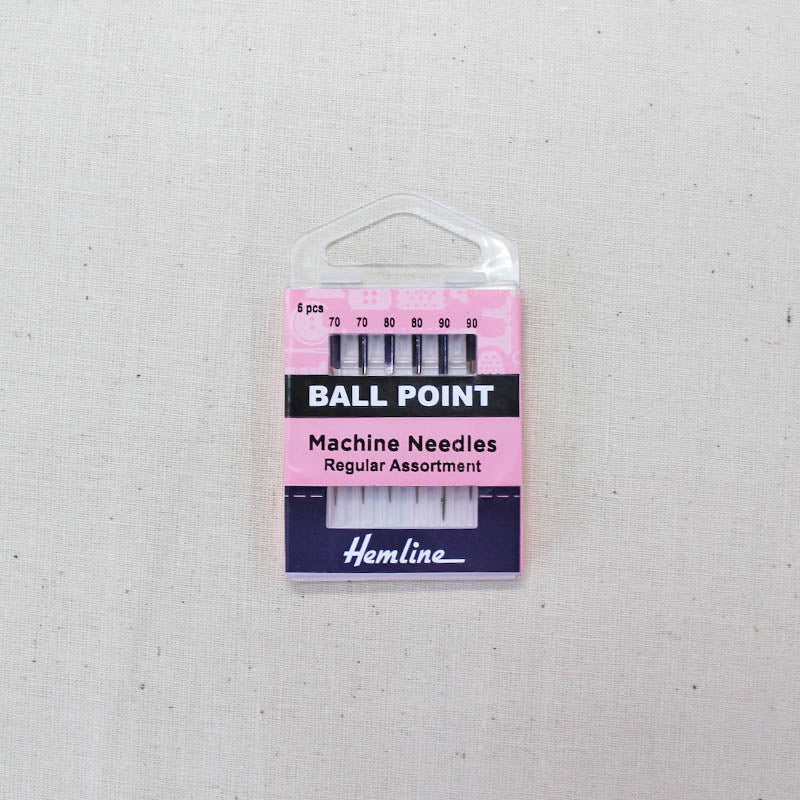 6 pcs
70 70 80 80 90 90
BALL POINT
Machine Needles
Regular Assortment
Hemline